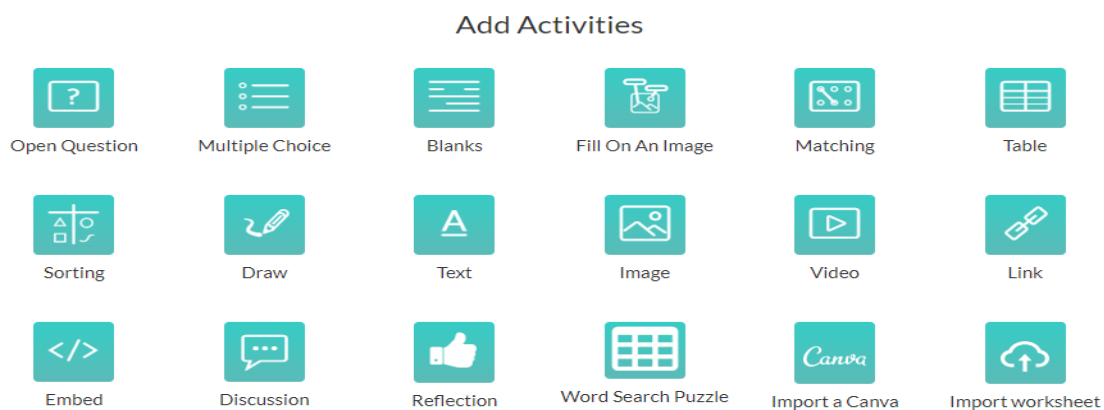 Add Activities
?
Open Question
Multiple Choice
Blanks
Fill On An Image
Matching
Table
A
Sorting
Draw
Text
Image
Video
Link
</>
Canva
Embed
Discussion
Reflection
Word Search Puzzle
Import a Canva
Import worksheet